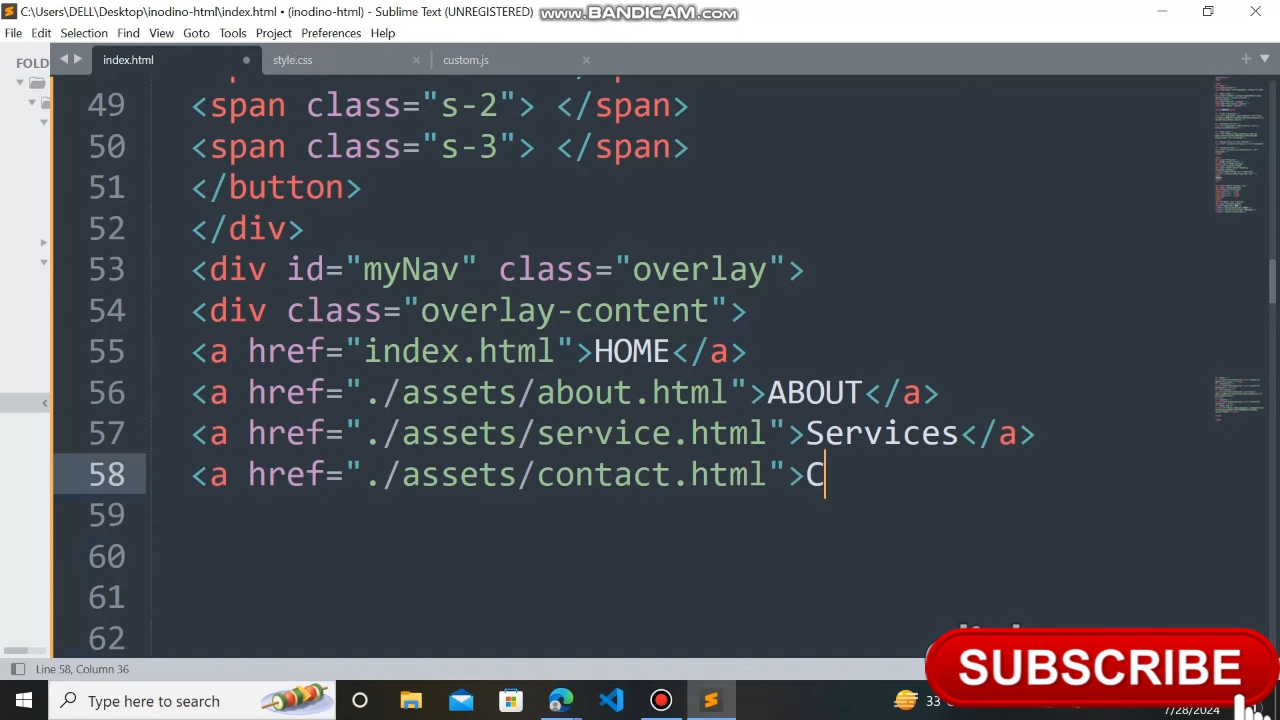 C:\Users\DELL\Desktop\inodino-html\index.html • (inodino-html) - Sublime Text (UNREGISTERED)
www.BANDICAM.com
File Edit Selection Find View Goto Tools Project Preferences Help
FOLD
index.html style.css custom.js
49 <span class="s-2"> </span>
50 <span class="s-3"> </span>
51 </button>
52 </div>
53 <div id="myNav" class="overlay">
54 <div class="overlay-content">
55 <a href="index.html">HOME</a>
56 <a href="./assets/about.html">ABOUT</a>
57 <a href="./assets/service.html">Services</a>
58 <a href="./assets/contact.html">C
59
60
61
62
Line 58, Column 36
SUBSCRIBE
Type here to search
33
7/28/2024